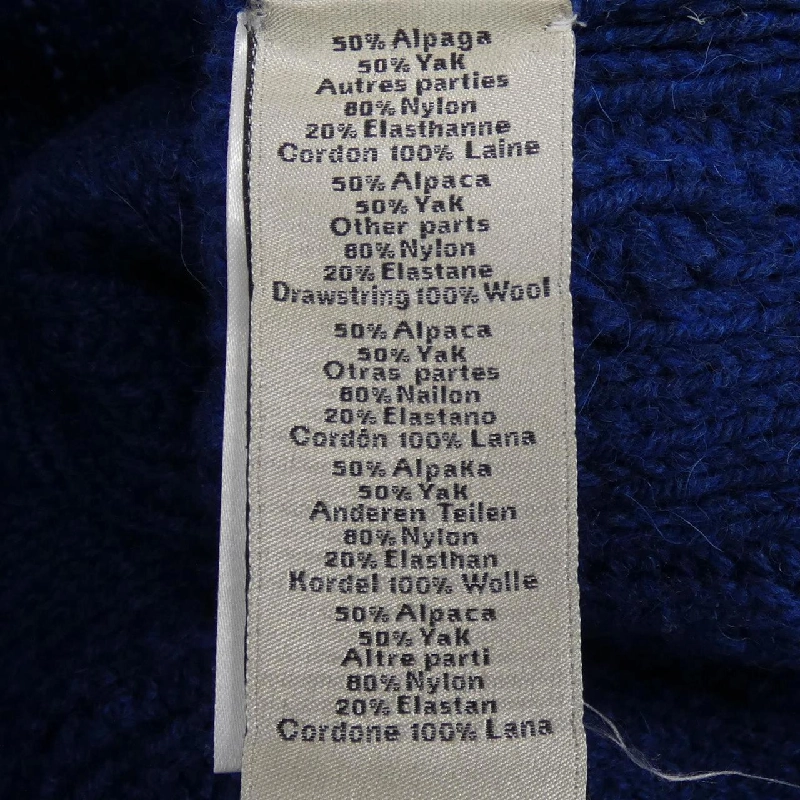 50% Alpaga
50% Yak
Autres parties
80% Nylon
20% Elasthanne
Cordon 100% Laine
50% Alpaca
50% Yak
Other parts
80% Nylon
20% Elastane
Drawstring 100% Wool
50% Alpaca
50% Yak
Otras partes
80% Nailon
20% Elastano
Cordón 100% Lana
50% Alpaka
50% Yak
Anderen Teilen
80% Nylon
20% Elasthan
Kordel 100% Wolle
50% Alpaca
50% Yak
Altre parti
80% Nylon
20% Elastan
Cordone 100% Lana